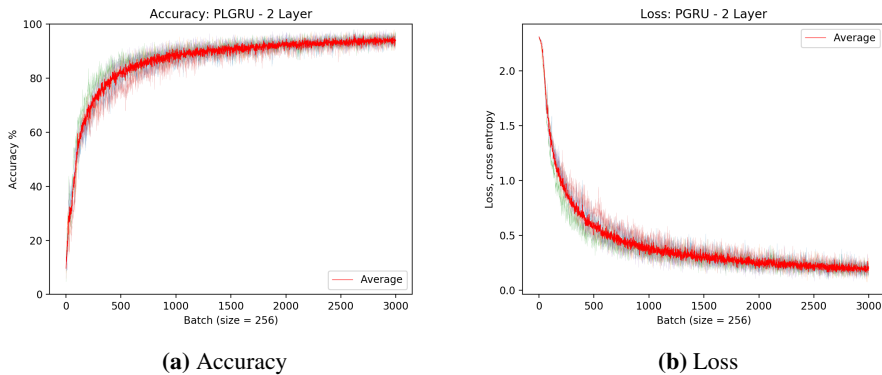 Accuracy: PLGRU - 2 Layer
100
80
60
40
20
0
Accuracy %
0 500 1000 1500 2000 2500 3000
Batch (size = 256)
Average
(a) Accuracy
Loss: PGRU - 2 Layer
Average
2.0
1.5
1.0
0.5
0.0
Loss, cross entropy
0 500 1000 1500 2000 2500 3000
Batch (size = 256)
(b) Loss